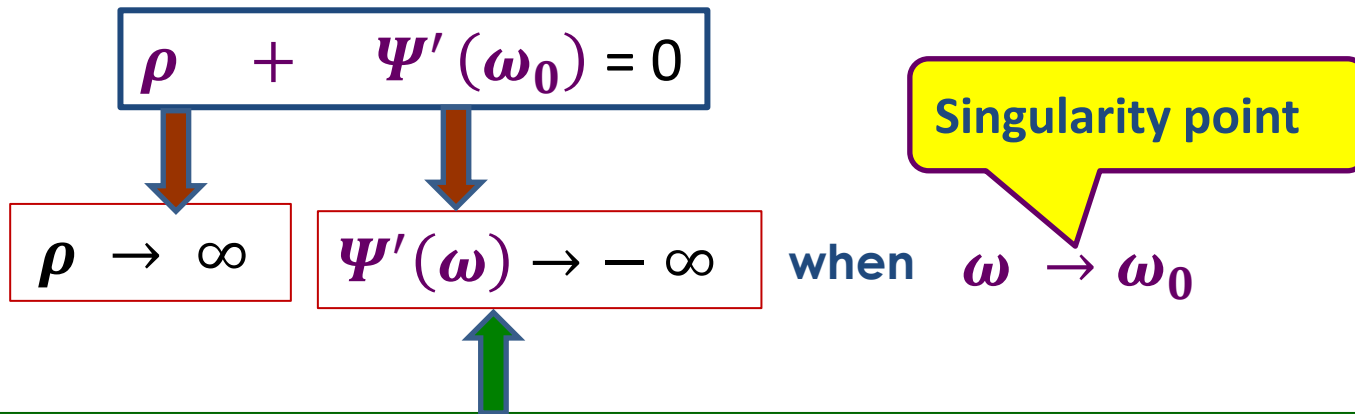 ρ + Ψ′(ω₀) = 0
Singularity point
ρ → ∞ Ψ′(ω) → − ∞ when ω → ω₀